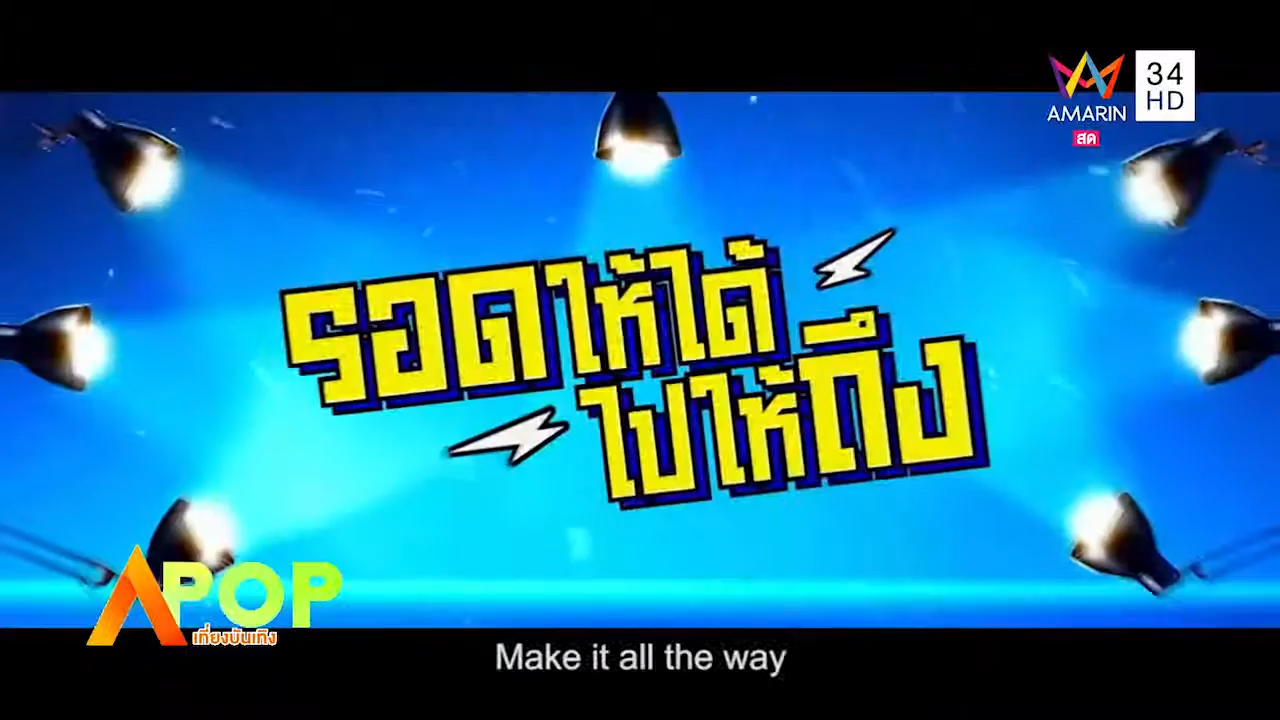 AMARIN
34
HD
สด
รอดให้ได้
ไปให้ถึง
APOP
เที่ยงบันเทิง
Make it all the way